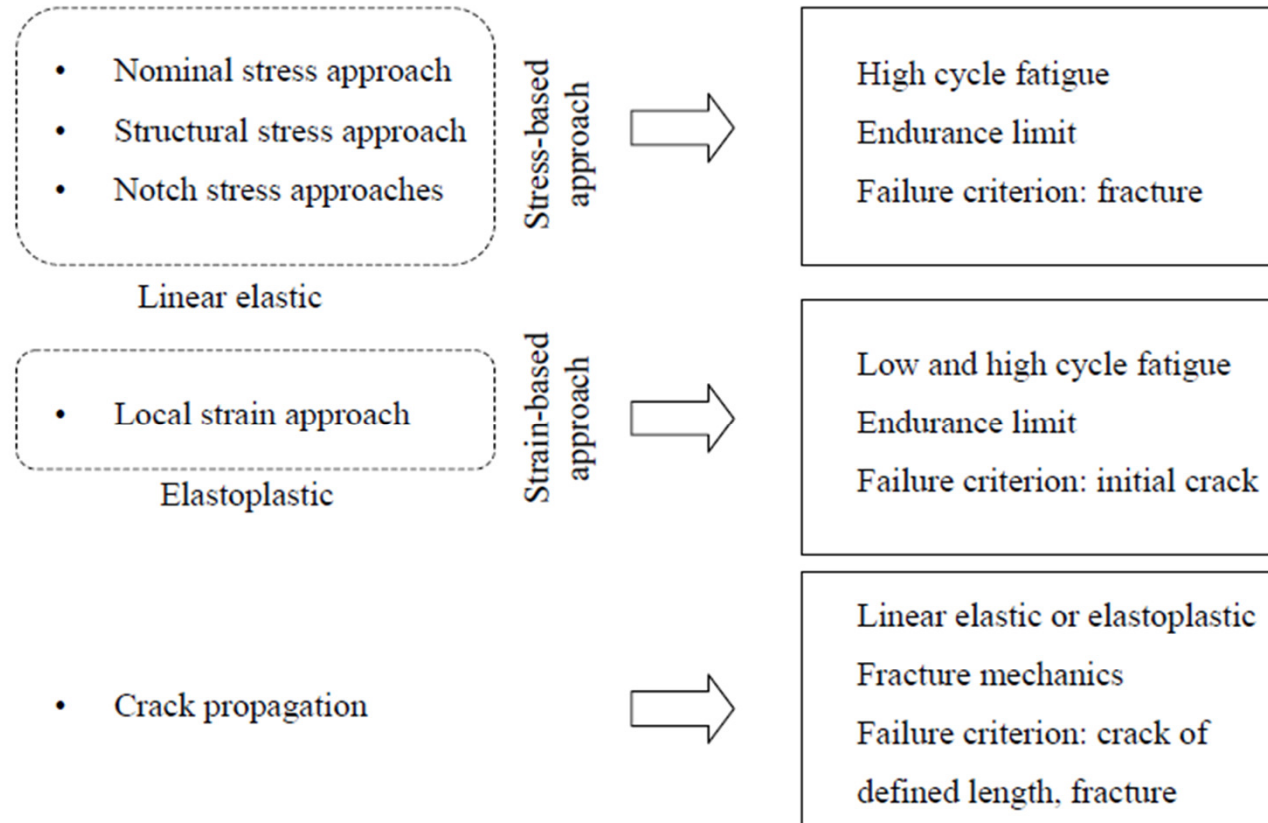 • Nominal stress approach
• Structural stress approach
• Notch stress approaches
Linear elastic
Stress-based
approach
High cycle fatigue
Endurance limit
Failure criterion: fracture
• Local strain approach
Elastoplastic
Strain-based
approach
Low and high cycle fatigue
Endurance limit
Failure criterion: initial crack
• Crack propagation
Linear elastic or elastoplastic
Fracture mechanics
Failure criterion: crack of
defined length, fracture